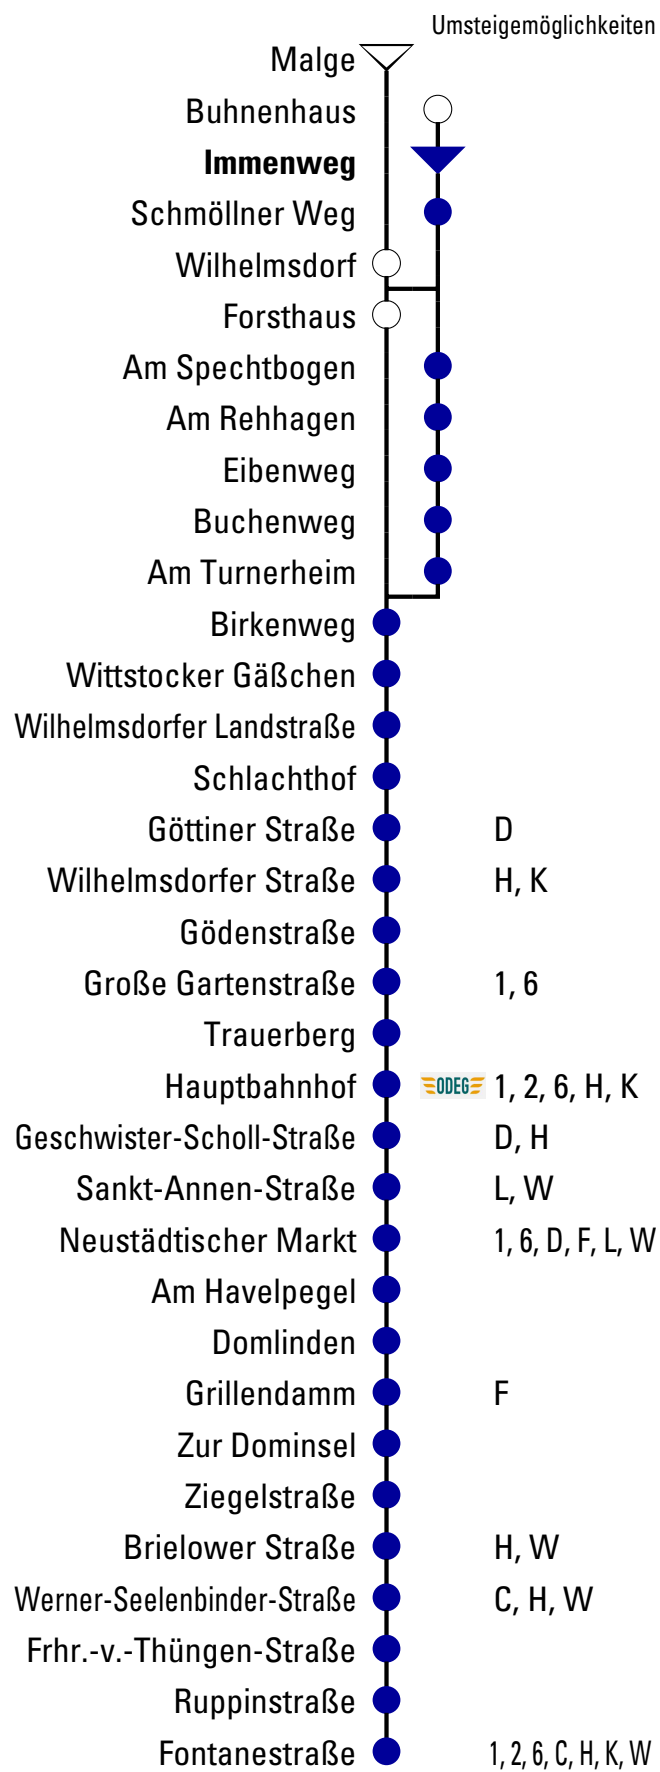 Umsteigemöglichkeiten
Malge
Buhnenhaus
Immenweg
Schmöllner Weg
Wilhelmsdorf
Forsthaus
Am Spechtbogen
Am Rehhagen
Eibenweg
Buchenweg
Am Turnerheim
Birkenweg
Wittstocker Gäßchen
Wilhelmsdorfer Landstraße
Schlachthof
Göttiner Straße D
Wilhelmsdorfer Straße H, K
Gödenstraße
Große Gartenstraße 1, 6
Trauerberg
Hauptbahnhof ODEG 1, 2, 6, H, K
Geschwister-Scholl-Straße D, H
Sankt-Annen-Straße L, W
Neustädtischer Markt 1, 6, D, F, L, W
Am Havelpegel
Domlinden
Grillendamm F
Zur Dominsel
Ziegelstraße
Brielower Straße H, W
Werner-Seelenbinder-Straße C, H, W
Frhr.-v.-Thüngen-Straße
Ruppinstraße
Fontanestraße 1, 2, 6, C, H, K, W